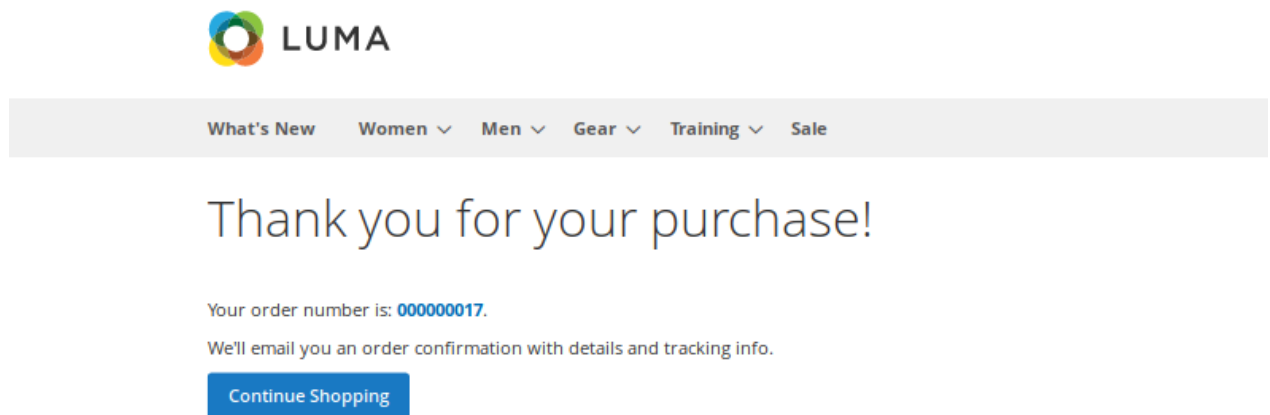 LUMA
What's New Women Men Gear Training Sale
Thank you for your purchase!
Your order number is: 000000017.
We'll email you an order confirmation with details and tracking info.
Continue Shopping